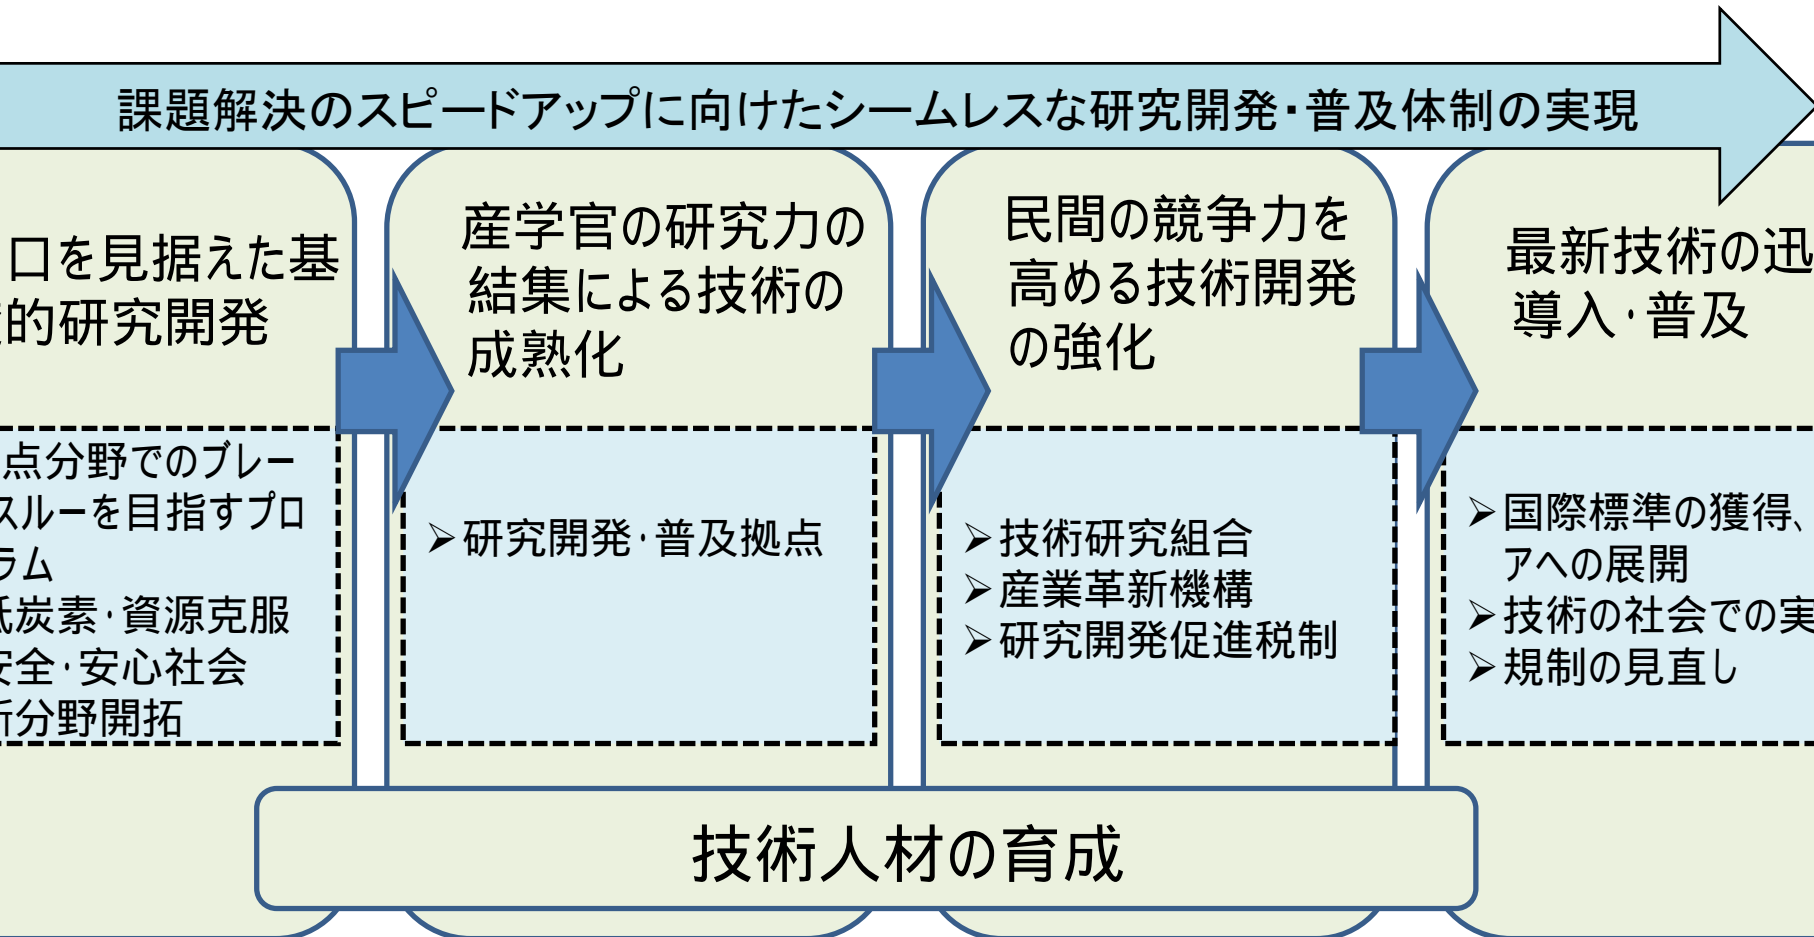 課題解決のスピードアップに向けたシームレスな研究開発・普及体制の実現
口を見据えた基
的研究開発
点分野でのブレー
スルーを目指すプロ
ラム
低炭素・資源克服
安全・安心社会
新分野開拓
産学官の研究力の
結集による技術の
成熟化
➢研究開発・普及拠点
民間の競争力を
高める技術開発
の強化
➢技術研究組合
➢産業革新機構
➢研究開発促進税制
最新技術の迅
導入・普及
➢国際標準の獲得、
アへの展開
➢技術の社会での実
➢規制の見直し
技術人材の育成